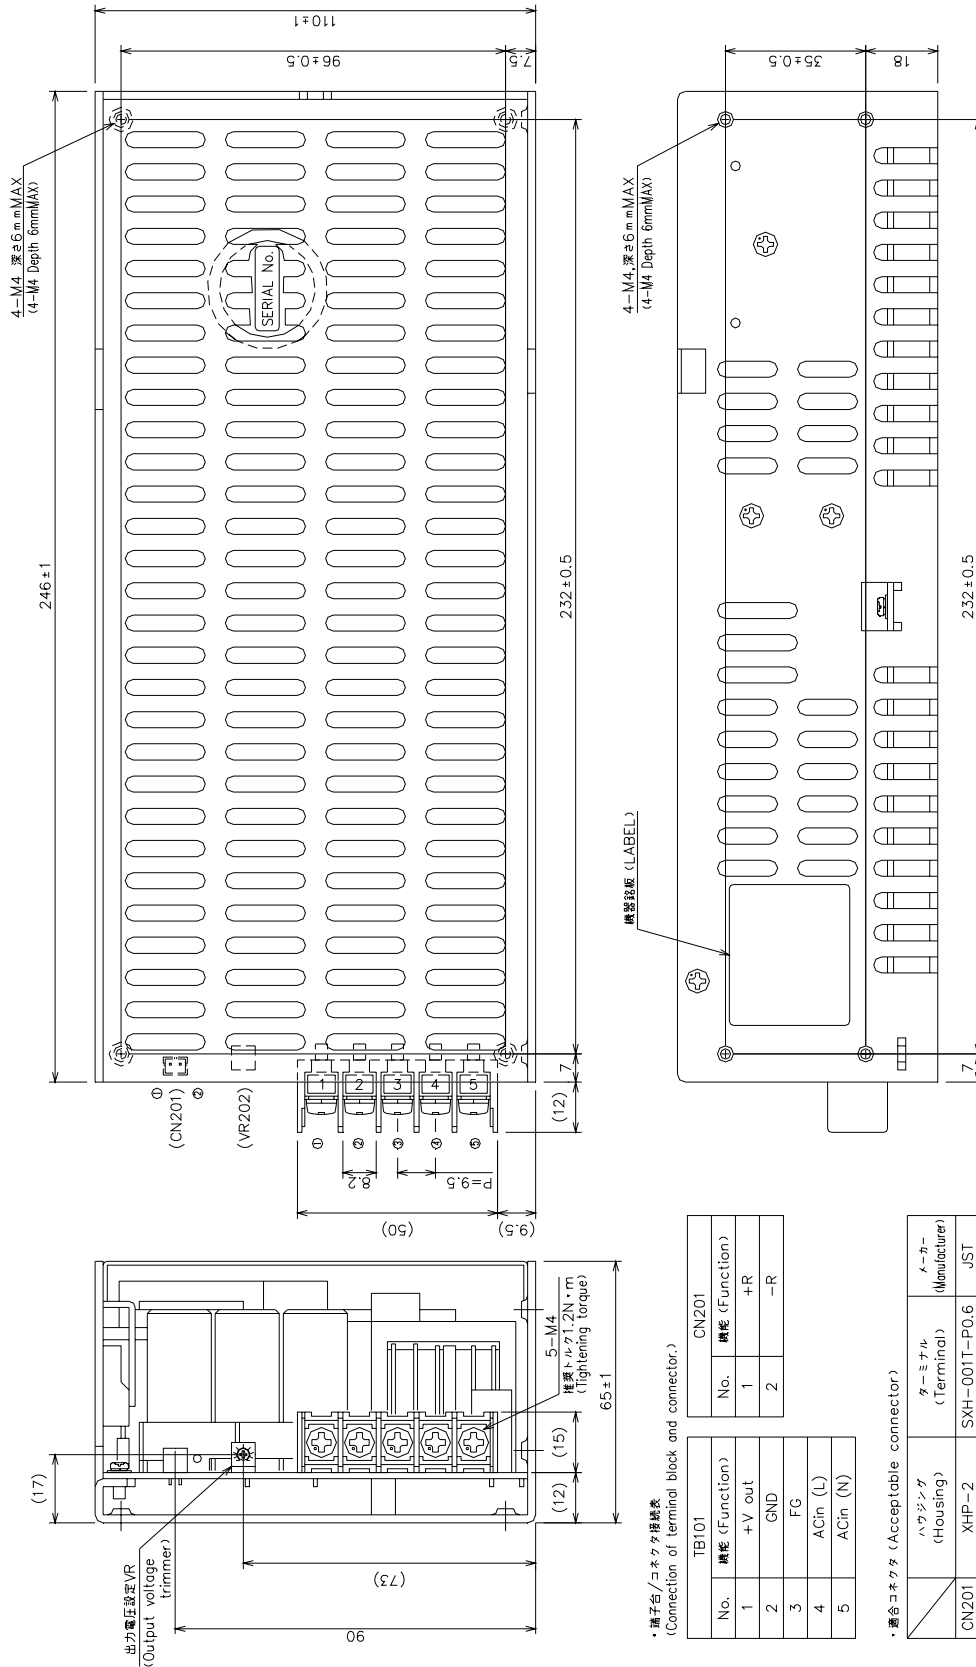 110±1
96±0.5
7.5
246±1
232±0.5
4-M4 深さ6mmMAX
(4-M4 Depth 6mmMAX)
SERIAL No.
①
(CN201)
②
(VR202)
1
2
3
4
5
①
②
③
④
⑤
7
(12)
8.2
P=9.5
(50)
(9.5)
35±0.5
18
4-M4,深さ6mmMAX
(4-M4 Depth 6mmMAX)
機器銘板 (LABEL)
232±0.5
7
(17)
出力電圧設定VR
(Output voltage
trimmer)
(73)
90
5-M4
推奨トルク1.2N・m
(Tightening torque)
(15)
(12)
65±1
・端子台/コネクタ接続表
(Connection of terminal block and connector.)
TB101
No. 機能 (Function)
1 +V out
2 GND
3 FG
4 ACin (L)
5 ACin (N)
CN201
No. 機能 (Function)
1 +R
2 -R
・適合コネクタ (Acceptable connector)
ハウジング ターミナル メーカー
(Housing) (Terminal) (Manufacturer)
CN201 XHP-2 SXH-001T-P0.6 JST